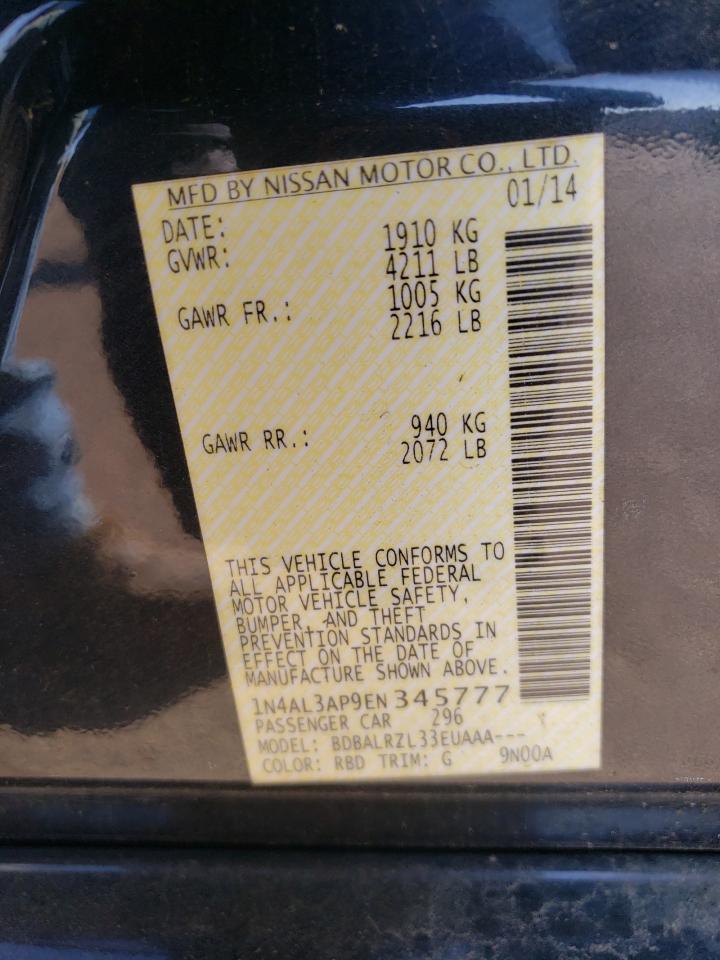 MFD BY NISSAN MOTOR CO., LTD.
DATE: 01/14
GVWR: 1910 KG
4211 LB
GAWR FR.: 1005 KG
2216 LB
GAWR RR.: 940 KG
2072 LB
THIS VEHICLE CONFORMS TO
ALL APPLICABLE FEDERAL
MOTOR VEHICLE SAFETY,
BUMPER, AND THEFT
PREVENTION STANDARDS IN
EFFECT ON THE DATE OF
MANUFACTURE SHOWN ABOVE.
1N4AL3AP9EN 345777
PASSENGER CAR 296
MODEL: BDBALRZL33EUAAA---
COLOR: RBD TRIM: G 9N00A